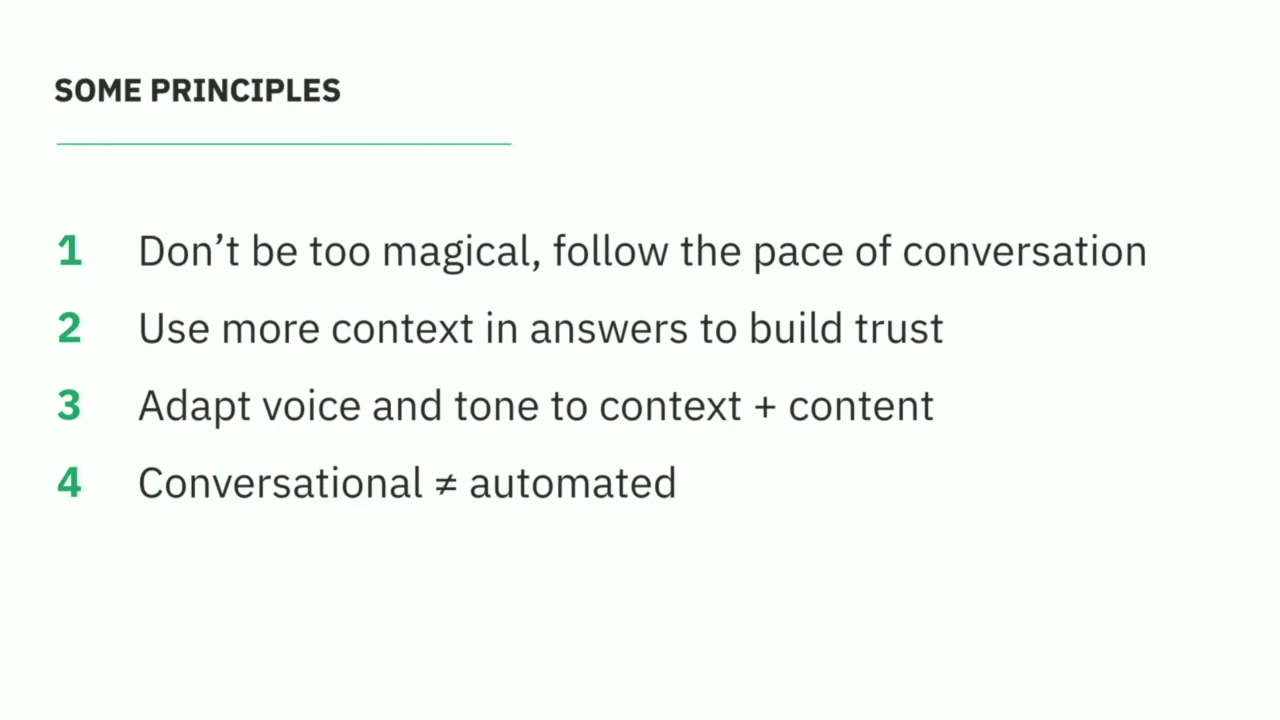 SOME PRINCIPLES
1 Don’t be too magical, follow the pace of conversation
2 Use more context in answers to build trust
3 Adapt voice and tone to context + content
4 Conversational ≠ automated